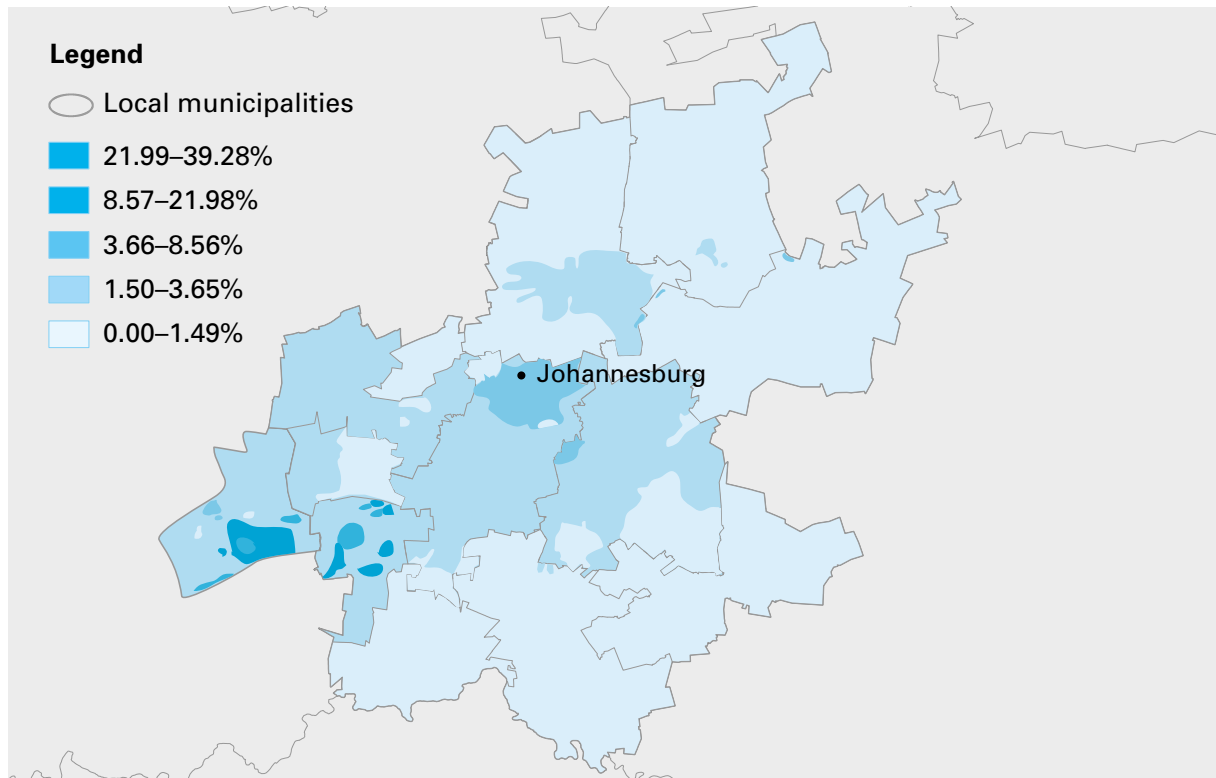 Legend
Local municipalities
21.99–39.28%
8.57–21.98%
3.66–8.56%
1.50–3.65%
0.00–1.49%
Johannesburg